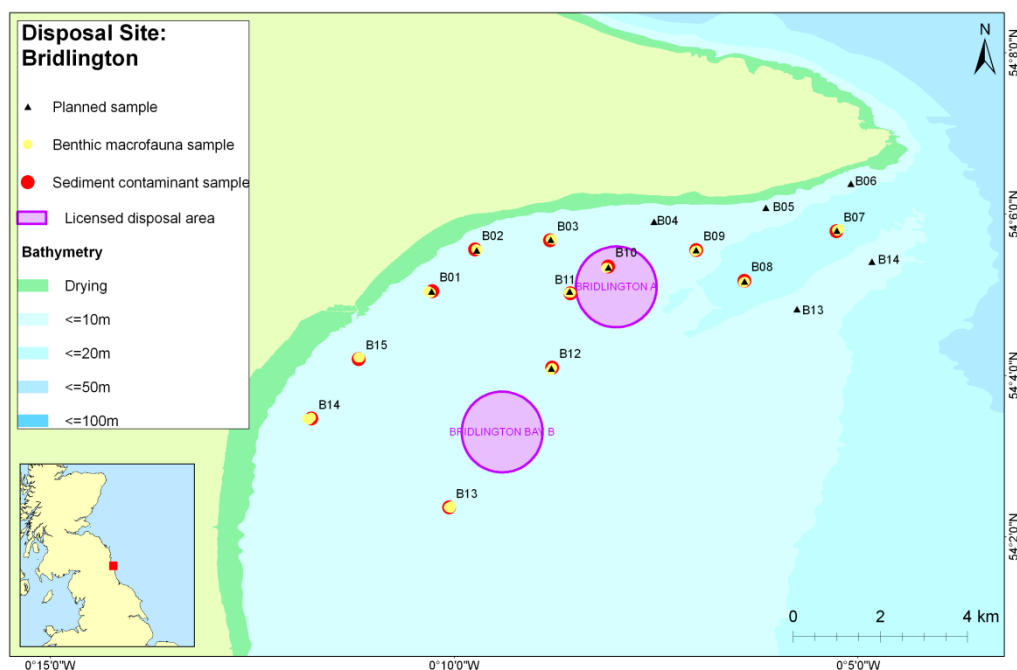 Disposal Site:
Bridlington
Planned sample
Benthic macrofauna sample
Sediment contaminant sample
Licensed disposal area
Bathymetry
Drying
<=10m
<=20m
<=50m
<=100m
N
54°8'0"N
B06
B05
54°6'0"N
B04
B07
B03
B02
B09
B10
B14
B08
B11
BRIDLINGTON A
B01
B13
B15
B12
54°4'0"N
B14
BRIDLINGTON BAY B
B13
54°2'0"N
0 2 4 km
0°15'0"W 0°10'0"W 0°5'0"W